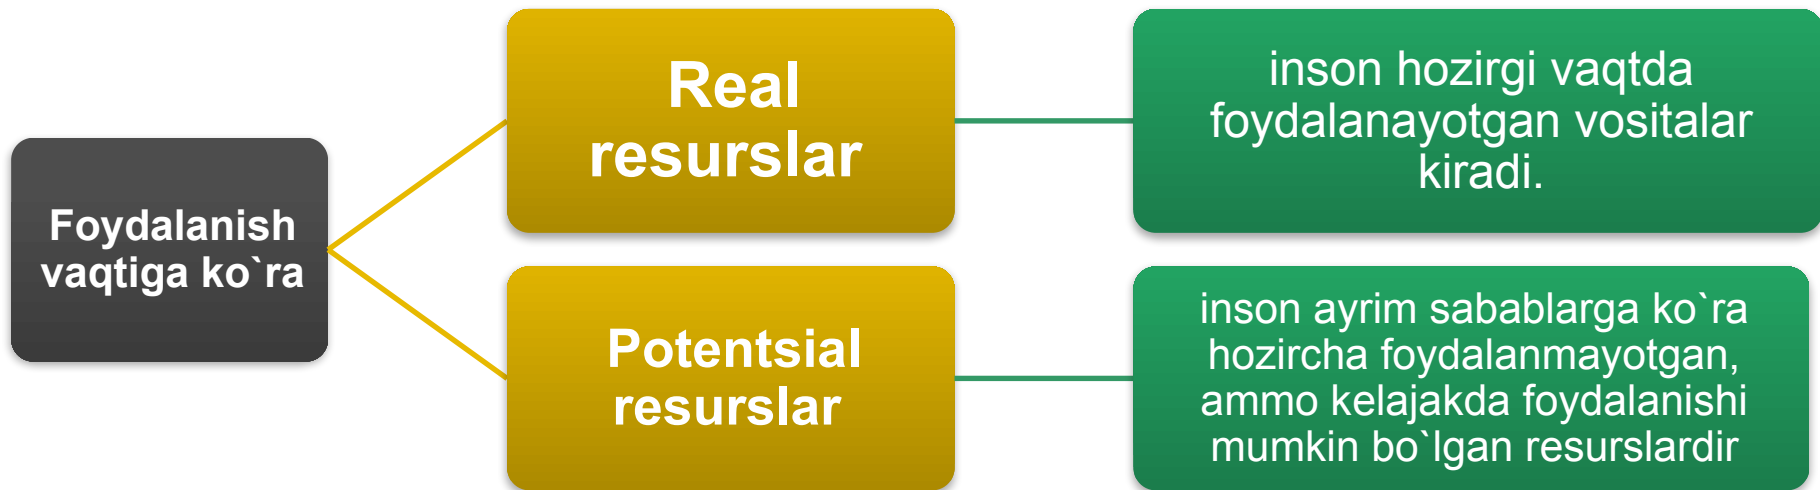 Foydalanish
vaqtiga ko`ra
Real
resurslar
inson hozirgi vaqtda
foydalanayotgan vositalar
kiradi.
Potentsial
resurslar
inson ayrim sabablarga ko`ra
hozircha foydalanmayotgan,
ammo kelajakda foydalanishi
mumkin bo`lgan resurslardir